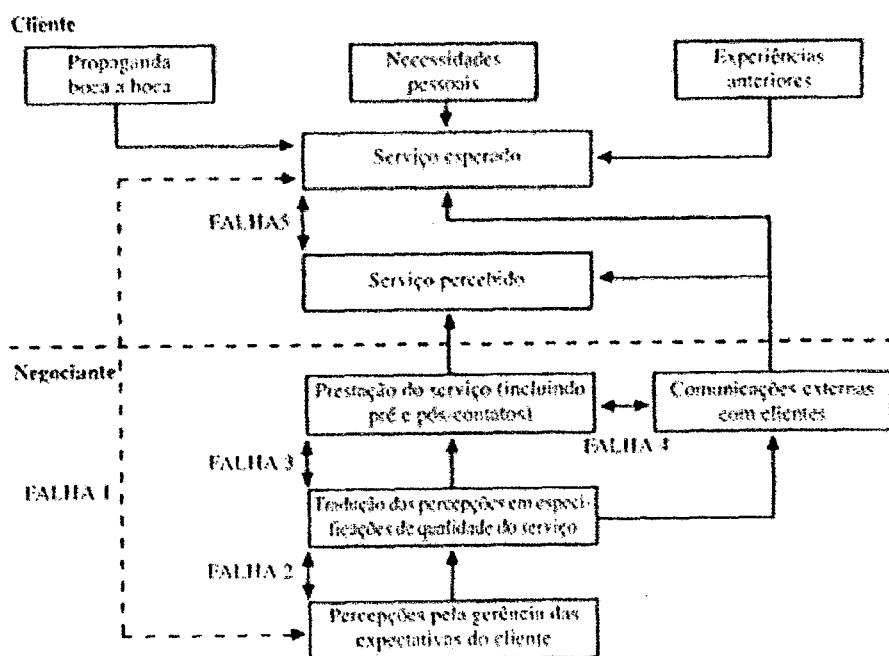 Cliente
Propaganda
boca a boca
Necessidades
pessoais
Experiências
anteriores
Serviço esperado
FALHA5
Serviço percebido
Negociante
Prestação do serviço (incluindo
pré e pós-contatos)
Comunicações externas
com clientes
FALHA 4
FALHA 3
FALHA 1
Tradução das percepções em especi-
ficações de qualidade do serviço
FALHA 2
Percepções pela gerência das
expectativas do cliente